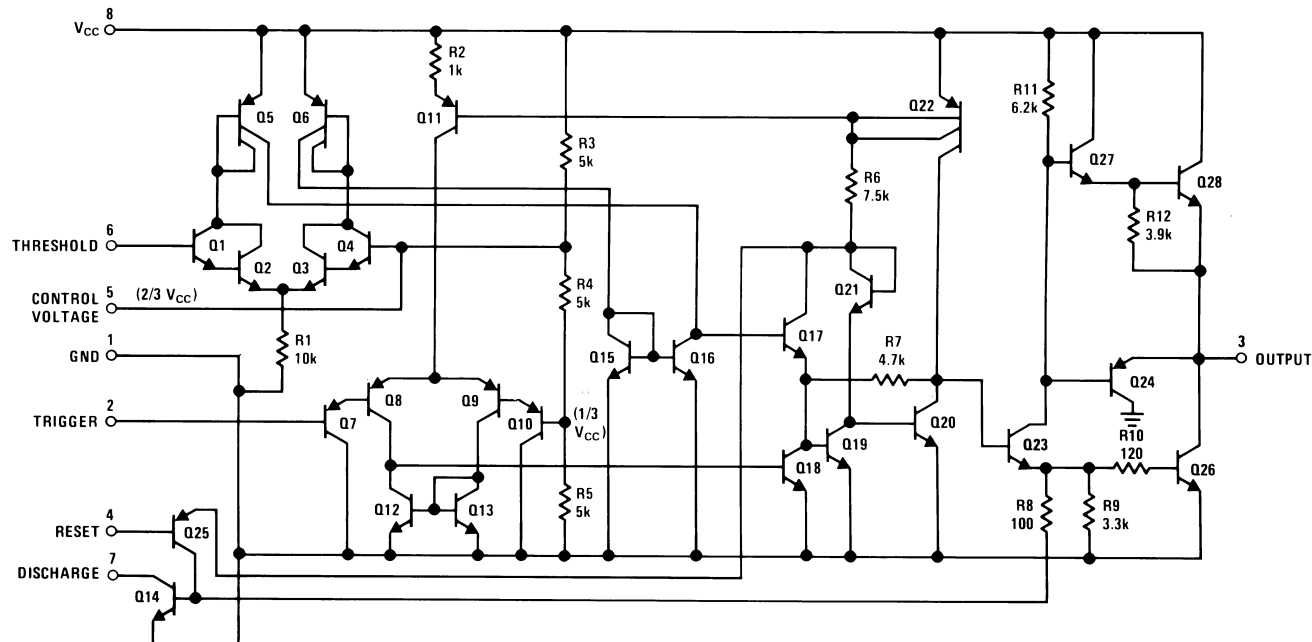 8
VCC
R2
1k
Q5
Q6
Q11
R3
5k
Q22
R11
6.2k
Q27
Q28
R6
7.5k
R12
3.9k
6
THRESHOLD
Q1
Q2
Q3
Q4
5
CONTROL
VOLTAGE
(2/3 VCC)
R4
5k
Q21
1
GND
R1
10k
Q15
Q16
Q17
R7
4.7k
3
OUTPUT
Q24
2
TRIGGER
Q7
Q8
Q9
Q10
(1/3
VCC)
Q18
Q19
Q20
Q23
R10
120
Q26
R5
5k
Q12
Q13
R8
100
R9
3.3k
4
RESET
Q25
7
DISCHARGE
Q14